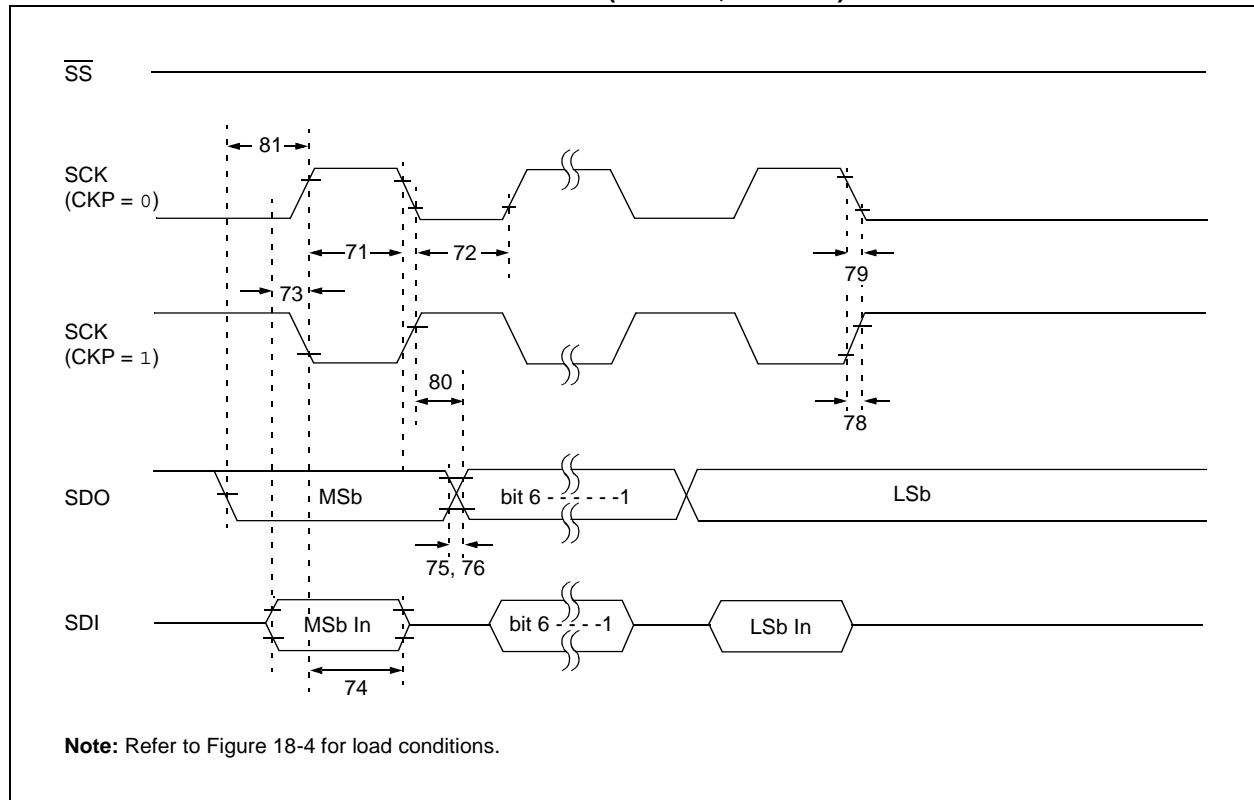 SS
81
SCK
(CKP = 0)
71
72
79
73
SCK
(CKP = 1)
80
78
SDO
MSb
bit 6 - - - - - -1
LSb
75, 76
SDI
MSb In
bit 6 - - - - -1
LSb In
74
Note: Refer to Figure 18-4 for load conditions.